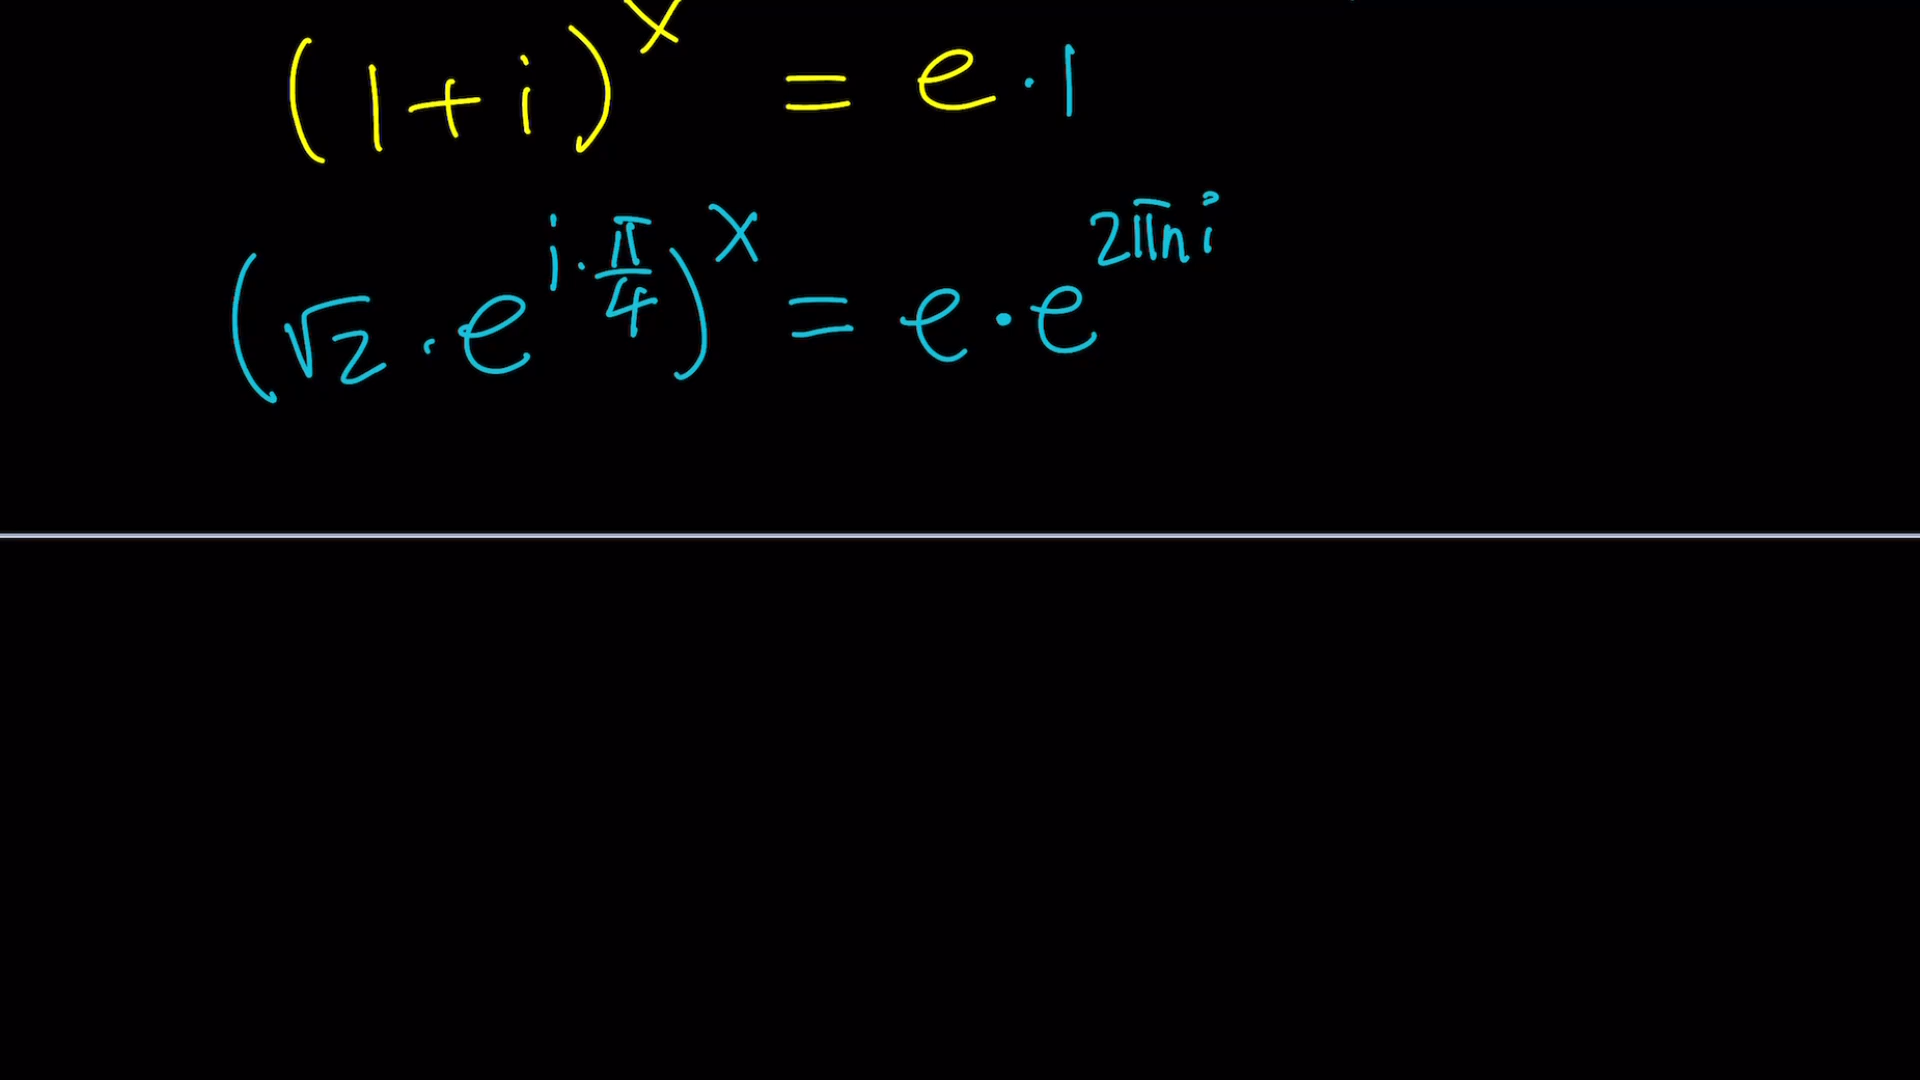 (1+i)^x = e·1
(√2·e^(i·π/4))^x = e·e^(2πni)